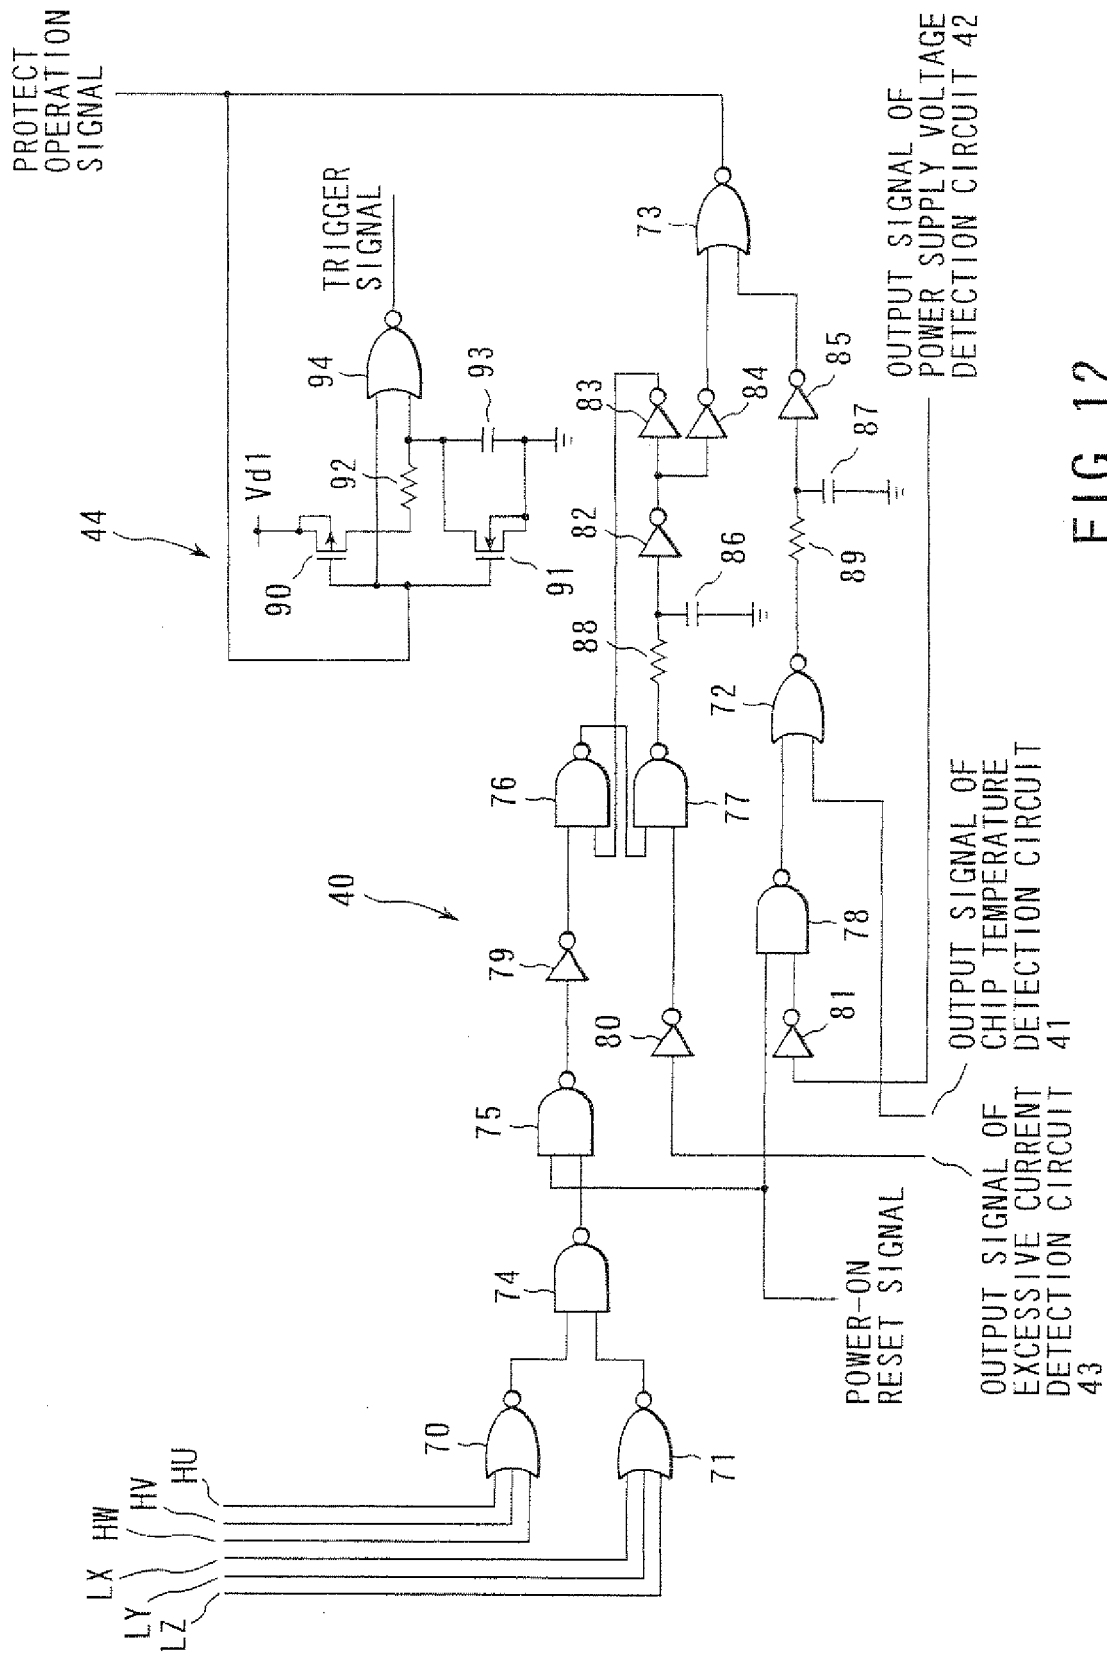 PROTECT
OPERATION
SIGNAL
44
Vd1
TRIGGER
SIGNAL
90
91
92
93
94
40
HU
HV
HW
LX
LY
LZ
70
71
74
75
79
76
77
80
88
86
82
83
84
73
81
78
72
89
87
85
POWER-ON
RESET SIGNAL
OUTPUT SIGNAL OF
EXCESSIVE CURRENT
DETECTION CIRCUIT
43
OUTPUT SIGNAL OF
CHIP TEMPERATURE
DETECTION CIRCUIT
41
OUTPUT SIGNAL OF
POWER SUPPLY VOLTAGE
DETECTION CIRCUIT 42
FIG.12